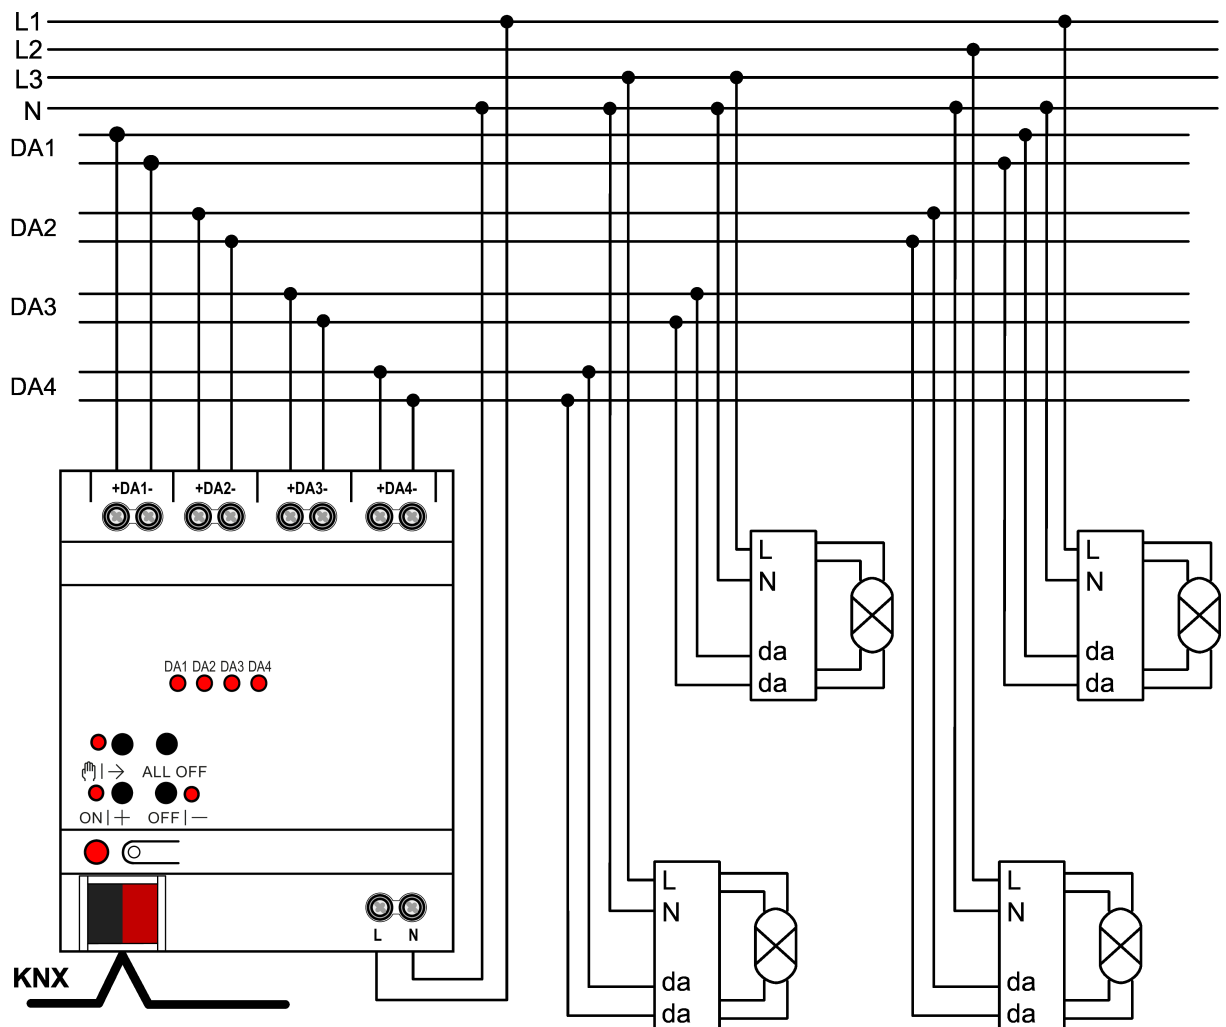 L1
L2
L3
N
DA1
DA2
DA3
DA4
+DA1- +DA2- +DA3- +DA4-
L
N
da
da
L
N
da
da
DA1 DA2 DA3 DA4
| → ALL OFF
ON | + OFF | —
L N
KNX
L
N
da
da
L
N
da
da